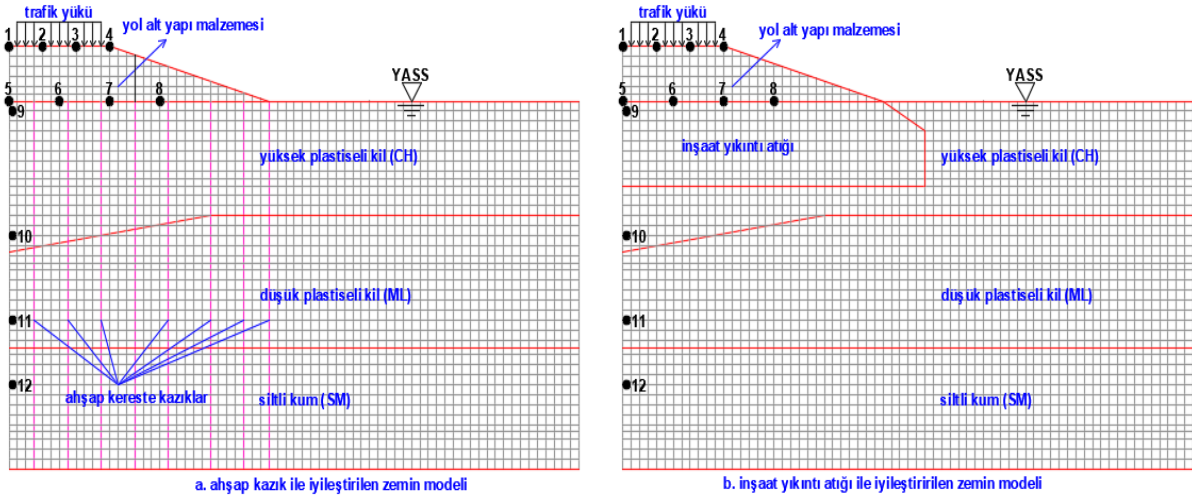 trafik yükü
1 2 3 4
yol alt yapı malzemesi
5 6 7 8
9
YASS
yüksek plastiseli kil (CH)
10
düşük plastiseli kil (ML)
11
12
ahşap kereste kazıklar
siltli kum (SM)
a. ahşap kazık ile iyileştirilen zemin modeli
trafik yükü
1 2 3 4
yol alt yapı malzemesi
5 6 7 8
9
YASS
inşaat yıkıntı atığı
yüksek plastiseli kil (CH)
10
düşük plastiseli kil (ML)
11
12
siltli kum (SM)
b. inşaat yıkıntı atığı ile iyileştiririlen zemin modeli